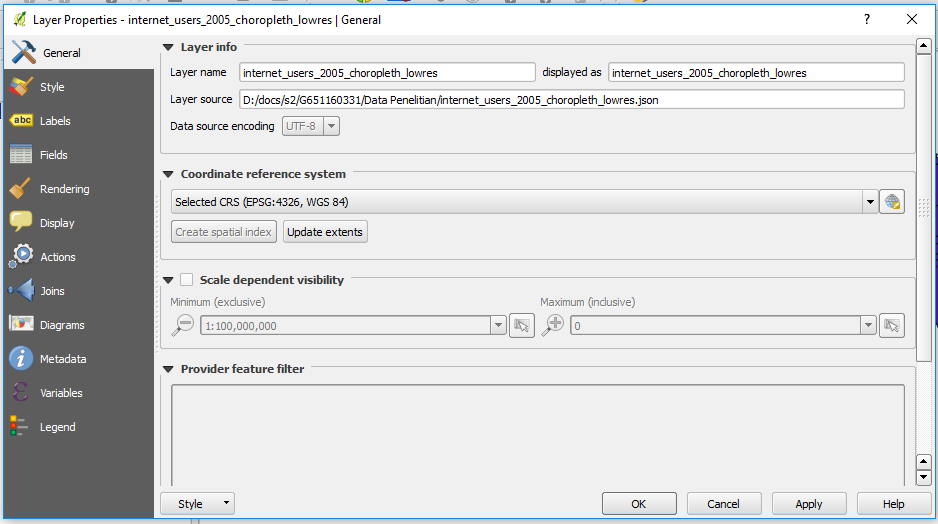 Layer Properties - internet_users_2005_choropleth_lowres | General
General
Style
Labels
Fields
Rendering
Display
Actions
Joins
Diagrams
Metadata
Variables
Legend
Layer info
Layer name internet_users_2005_choropleth_lowres displayed as internet_users_2005_choropleth_lowres
Layer source D:/docs/s2/G651160331/Data Penelitian/internet_users_2005_choropleth_lowres.json
Data source encoding UTF-8
Coordinate reference system
Selected CRS (EPSG:4326, WGS 84)
Create spatial index Update extents
Scale dependent visibility
Minimum (exclusive) Maximum (inclusive)
1:100,000,000 0
Provider feature filter
Style OK Cancel Apply Help